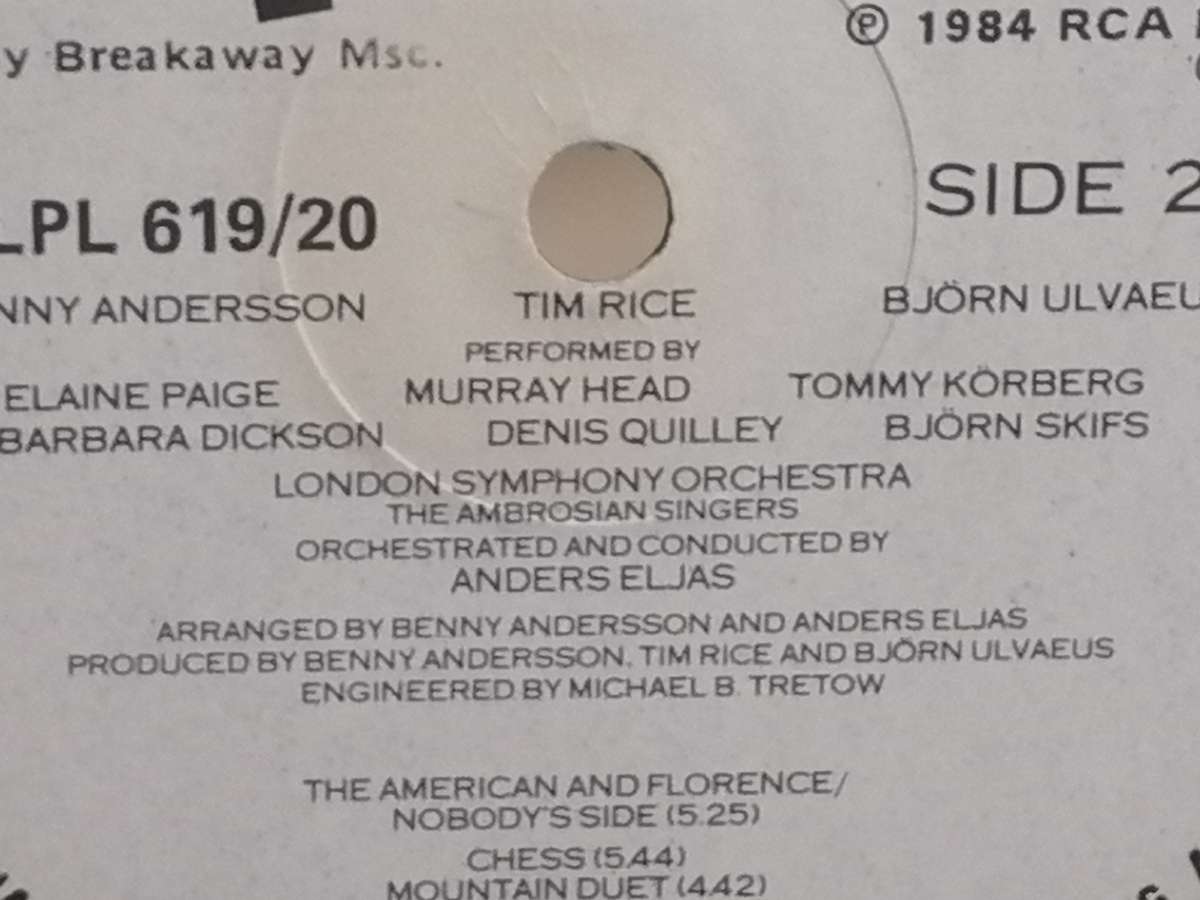 y Breakaway Msc.
℗ 1984 RCA
LPL 619/20
SIDE 2
NNY ANDERSSON TIM RICE BJÖRN ULVAEU
PERFORMED BY
ELAINE PAIGE MURRAY HEAD TOMMY KÖRBERG
BARBARA DICKSON DENIS QUILLEY BJÖRN SKIFS
LONDON SYMPHONY ORCHESTRA
THE AMBROSIAN SINGERS
ORCHESTRATED AND CONDUCTED BY
ANDERS ELJAS
ARRANGED BY BENNY ANDERSSON AND ANDERS ELJAS
PRODUCED BY BENNY ANDERSSON, TIM RICE AND BJÖRN ULVAEUS
ENGINEERED BY MICHAEL B. TRETOW
THE AMERICAN AND FLORENCE/
NOBODY'S SIDE (5.25)
CHESS (5.44)
MOUNTAIN DUET (4.42)